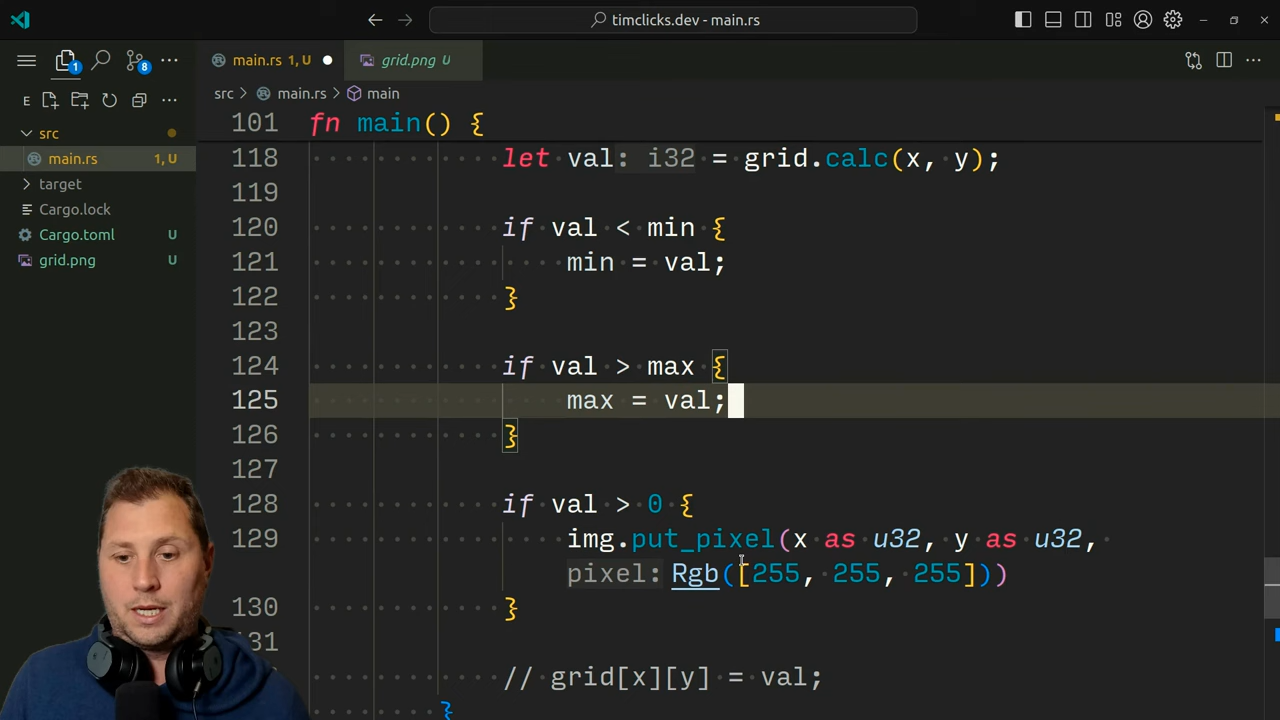 timclicks.dev - main.rs
main.rs 1, U
grid.png U
1
8
E
src > main.rs > main
src
main.rs 1, U
target
Cargo.lock
Cargo.toml U
grid.png U
101 fn main() {
118 let val: i32 = grid.calc(x, y);
119
120 if val < min {
121 min = val;
122 }
123
124 if val > max {
125 max = val;
126 }
127
128 if val > 0 {
129 img.put_pixel(x as u32, y as u32,
pixel: Rgb([255, 255, 255]))
130 }
131
// grid[x][y] = val;
}